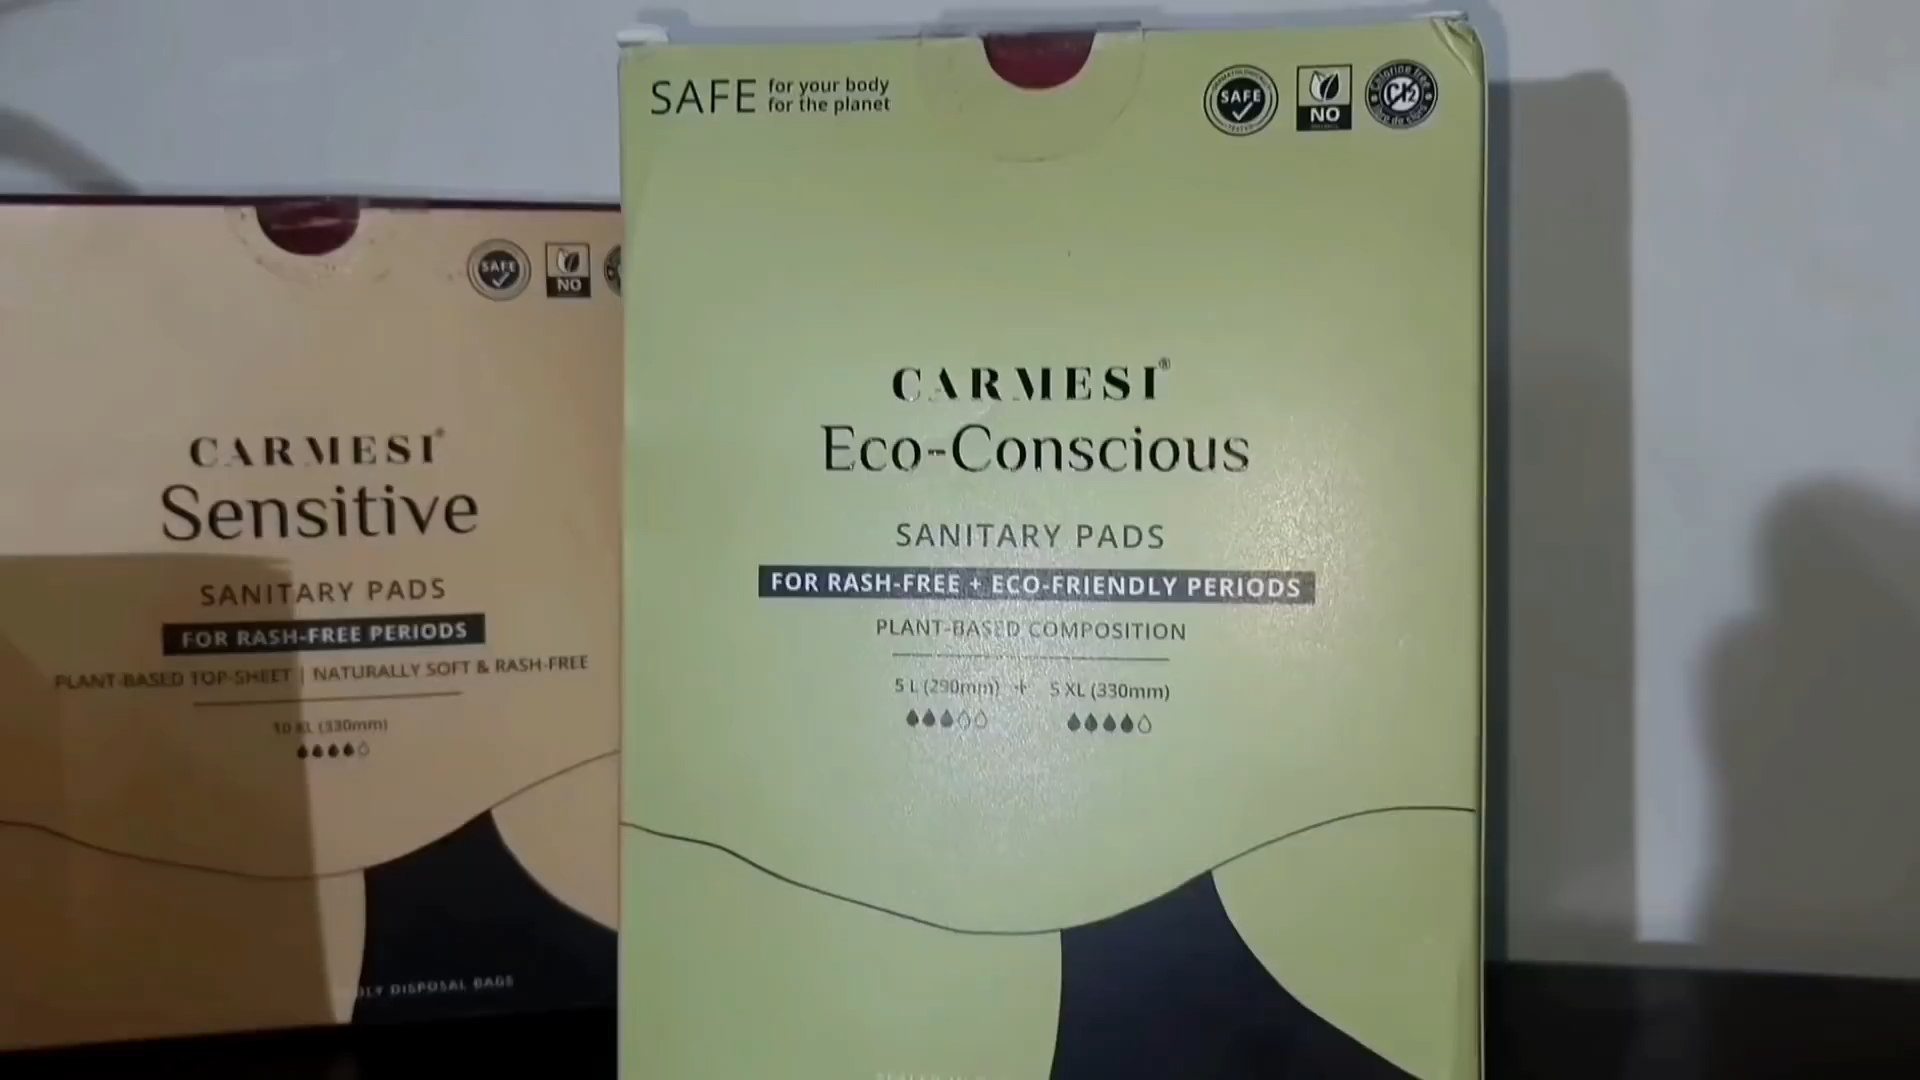 SAFE for your body
for the planet
SAFE
NO
Chlorine free
CARMESI®
Eco-Conscious
SANITARY PADS
FOR RASH-FREE + ECO-FRIENDLY PERIODS
PLANT-BASED COMPOSITION
5 L (290mm) + 5 XL (330mm)
SAFE
NO
CARMESI®
Sensitive
SANITARY PADS
FOR RASH-FREE PERIODS
PLANT-BASED TOP-SHEET | NATURALLY SOFT & RASH-FREE
10 XL (330mm)
DISPOSAL BAGS